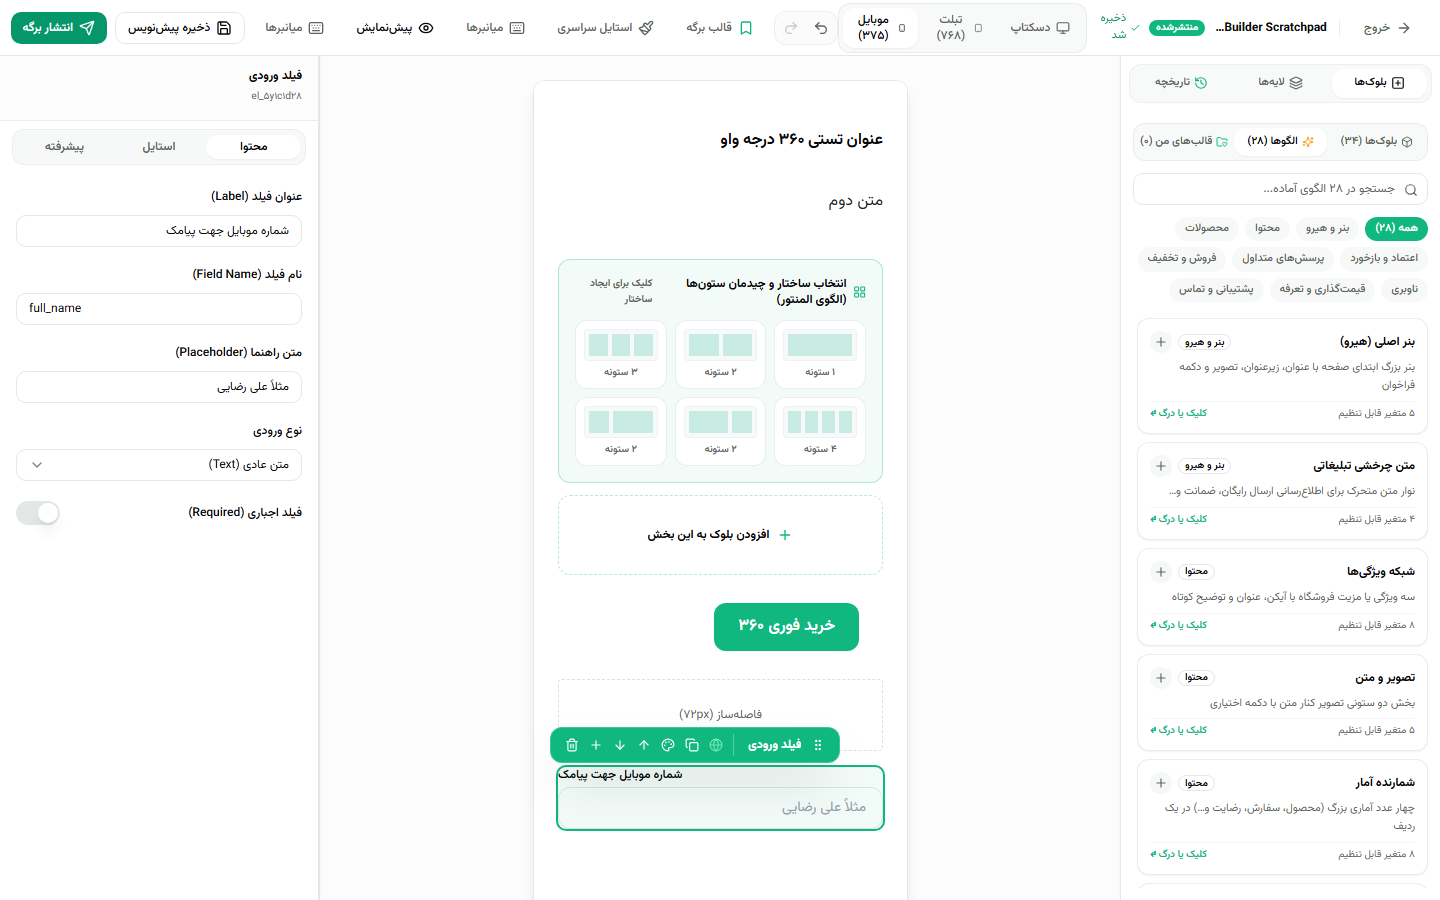 خروج
Builder Scratchpad...
منتشرشده
ذخیره شد
دسکتاپ
تبلت (۷۶۸)
موبایل (۳۷۵)
قالب برگه
استایل سراسری
میانبرها
پیش‌نمایش
میانبرها
ذخیره پیش‌نویس
انتشار برگه
بلوک‌ها
لایه‌ها
تاریخچه
بلوک‌ها (۳۴)
الگوها (۲۸)
قالب‌های من (۰)
جستجو در ۲۸ الگوی آماده...
همه (۲۸)
بنر و هیرو
محتوا
محصولات
اعتماد و بازخورد
پرسش‌های متداول
فروش و تخفیف
ناوبری
قیمت‌گذاری و تعرفه
پشتیبانی و تماس
بنر اصلی (هیرو)
بنر و هیرو
بنر بزرگ ابتدای صفحه با عنوان، زیرعنوان، تصویر و دکمه
فراخوان
۵ متغیر قابل تنظیم
کلیک یا درگ
متن چرخشی تبلیغاتی
بنر و هیرو
نوار متن متحرک برای اطلاع‌رسانی ارسال رایگان، ضمانت و...
۴ متغیر قابل تنظیم
کلیک یا درگ
شبکه ویژگی‌ها
محتوا
سه ویژگی یا مزیت فروشگاه با آیکن، عنوان و توضیح کوتاه
۸ متغیر قابل تنظیم
کلیک یا درگ
تصویر و متن
محتوا
بخش دو ستونی تصویر کنار متن با دکمه اختیاری
۵ متغیر قابل تنظیم
کلیک یا درگ
شمارنده آمار
محتوا
چهار عدد آماری بزرگ (محصول، سفارش، رضایت و...) در یک
ردیف
۸ متغیر قابل تنظیم
کلیک یا درگ
عنوان تستی ۳۶۰ درجه واو
متن دوم
انتخاب ساختار و چیدمان ستون‌ها
(الگوی المنتور)
کلیک برای ایجاد
ساختار
۱ ستونه
۲ ستونه
۳ ستونه
۴ ستونه
۲ ستونه
۲ ستونه
افزودن بلوک به این بخش
خرید فوری ۳۶۰
فاصله‌ساز (۷۲px)
فیلد ورودی
شماره موبایل جهت پیامک
مثلاً علی رضایی
فیلد ورودی
el_۵y۱c۱d۲۸
محتوا
استایل
پیشرفته
عنوان فیلد (Label)
شماره موبایل جهت پیامک
نام فیلد (Field Name)
full_name
متن راهنما (Placeholder)
مثلاً علی رضایی
نوع ورودی
متن عادی (Text)
فیلد اجباری (Required)